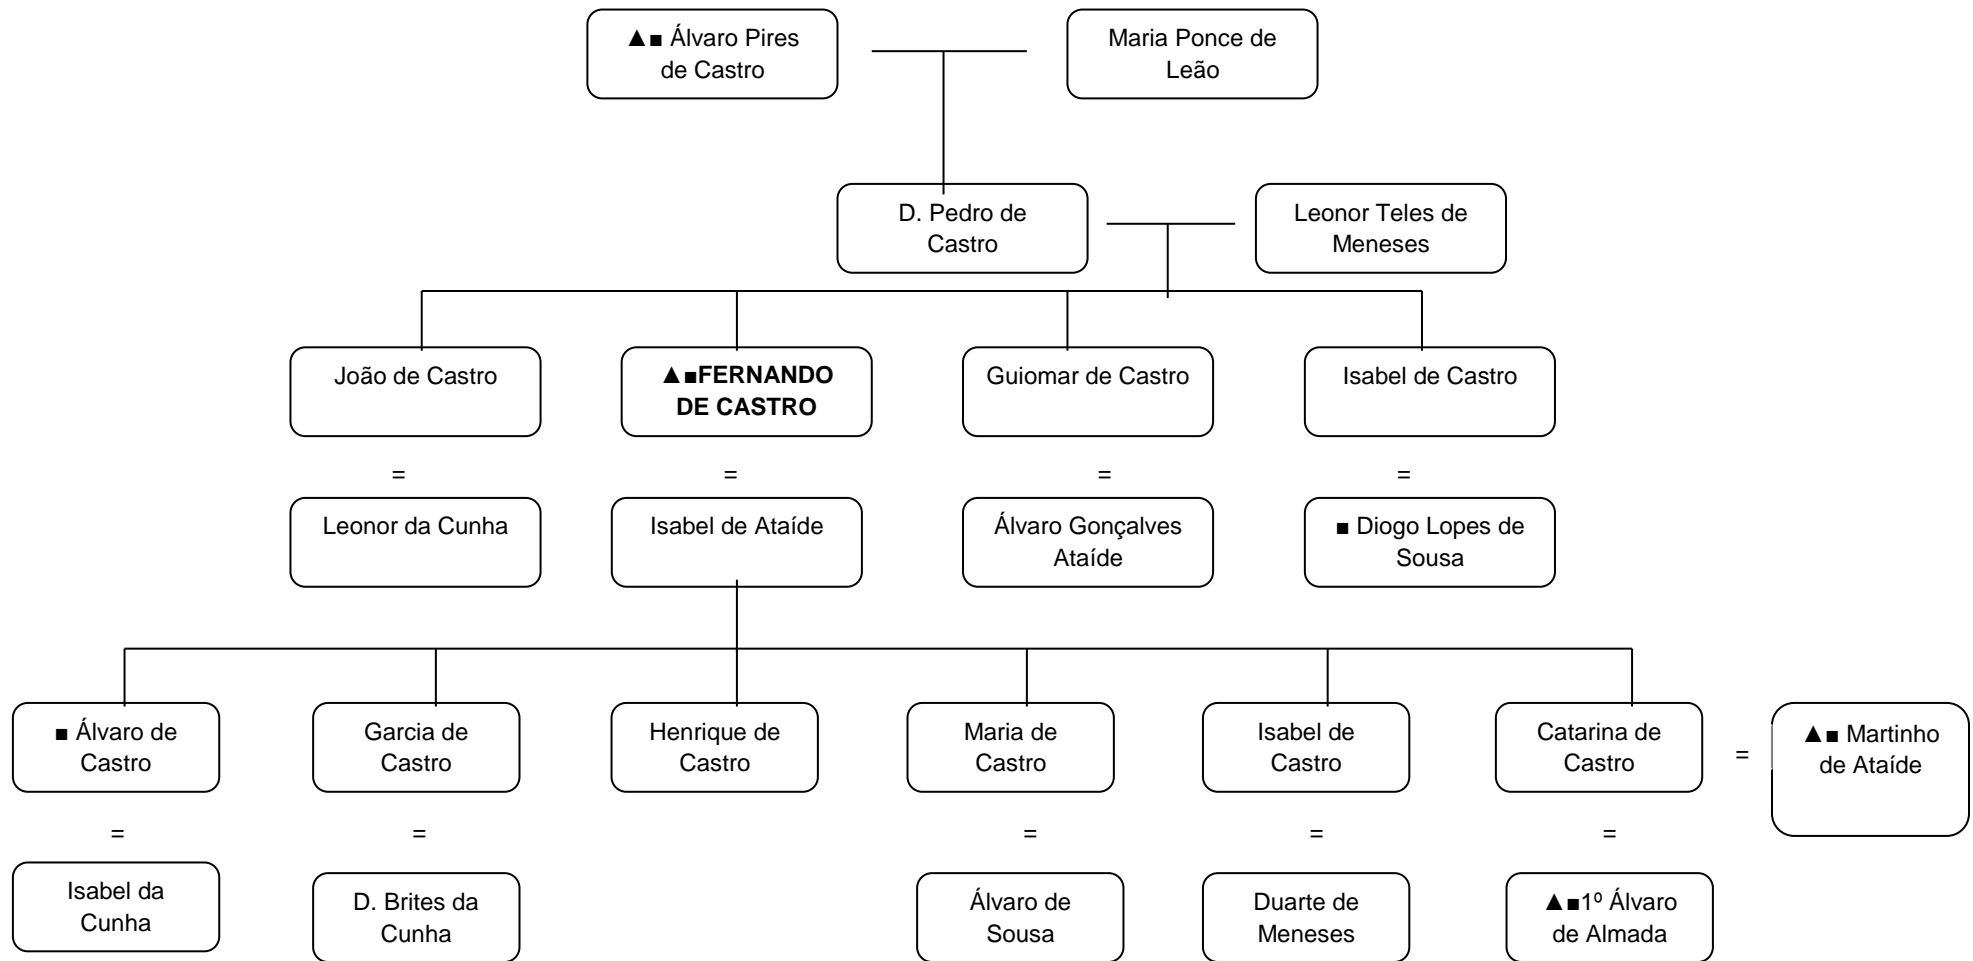 ▲■ Álvaro Pires
de Castro
Maria Ponce de
Leão
D. Pedro de
Castro
Leonor Teles de
Meneses
João de Castro
▲■FERNANDO
DE CASTRO
Guiomar de Castro
Isabel de Castro
=
=
=
=
Leonor da Cunha
Isabel de Ataíde
Álvaro Gonçalves
Ataíde
■ Diogo Lopes de
Sousa
■ Álvaro de
Castro
Garcia de
Castro
Henrique de
Castro
Maria de
Castro
Isabel de
Castro
Catarina de
Castro
=
▲■ Martinho
de Ataíde
=
=
=
=
=
Isabel da
Cunha
D. Brites da
Cunha
Álvaro de
Sousa
Duarte de
Meneses
▲■1º Álvaro
de Almada